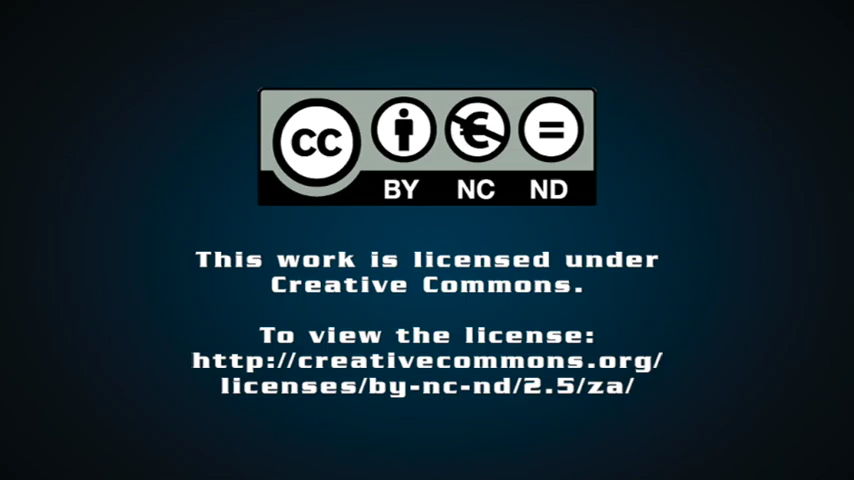 CC
BY NC ND
This work is licensed under
Creative Commons.
To view the license:
http://creativecommons.org/
licenses/by-nc-nd/2.5/za/